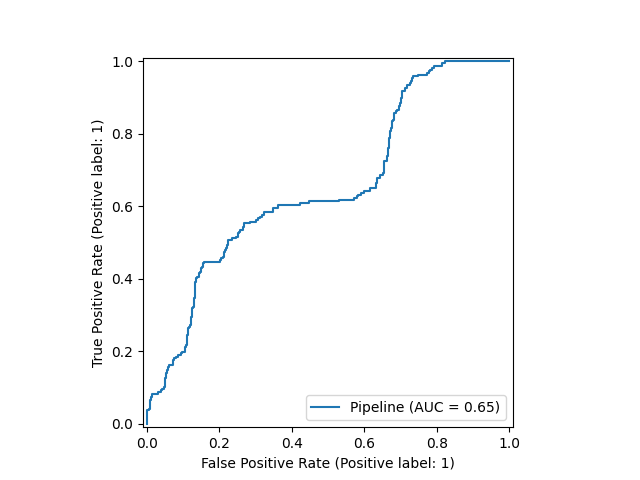 1.0
0.8
0.6
0.4
0.2
0.0
True Positive Rate (Positive label: 1)
Pipeline (AUC = 0.65)
0.0 0.2 0.4 0.6 0.8 1.0
False Positive Rate (Positive label: 1)